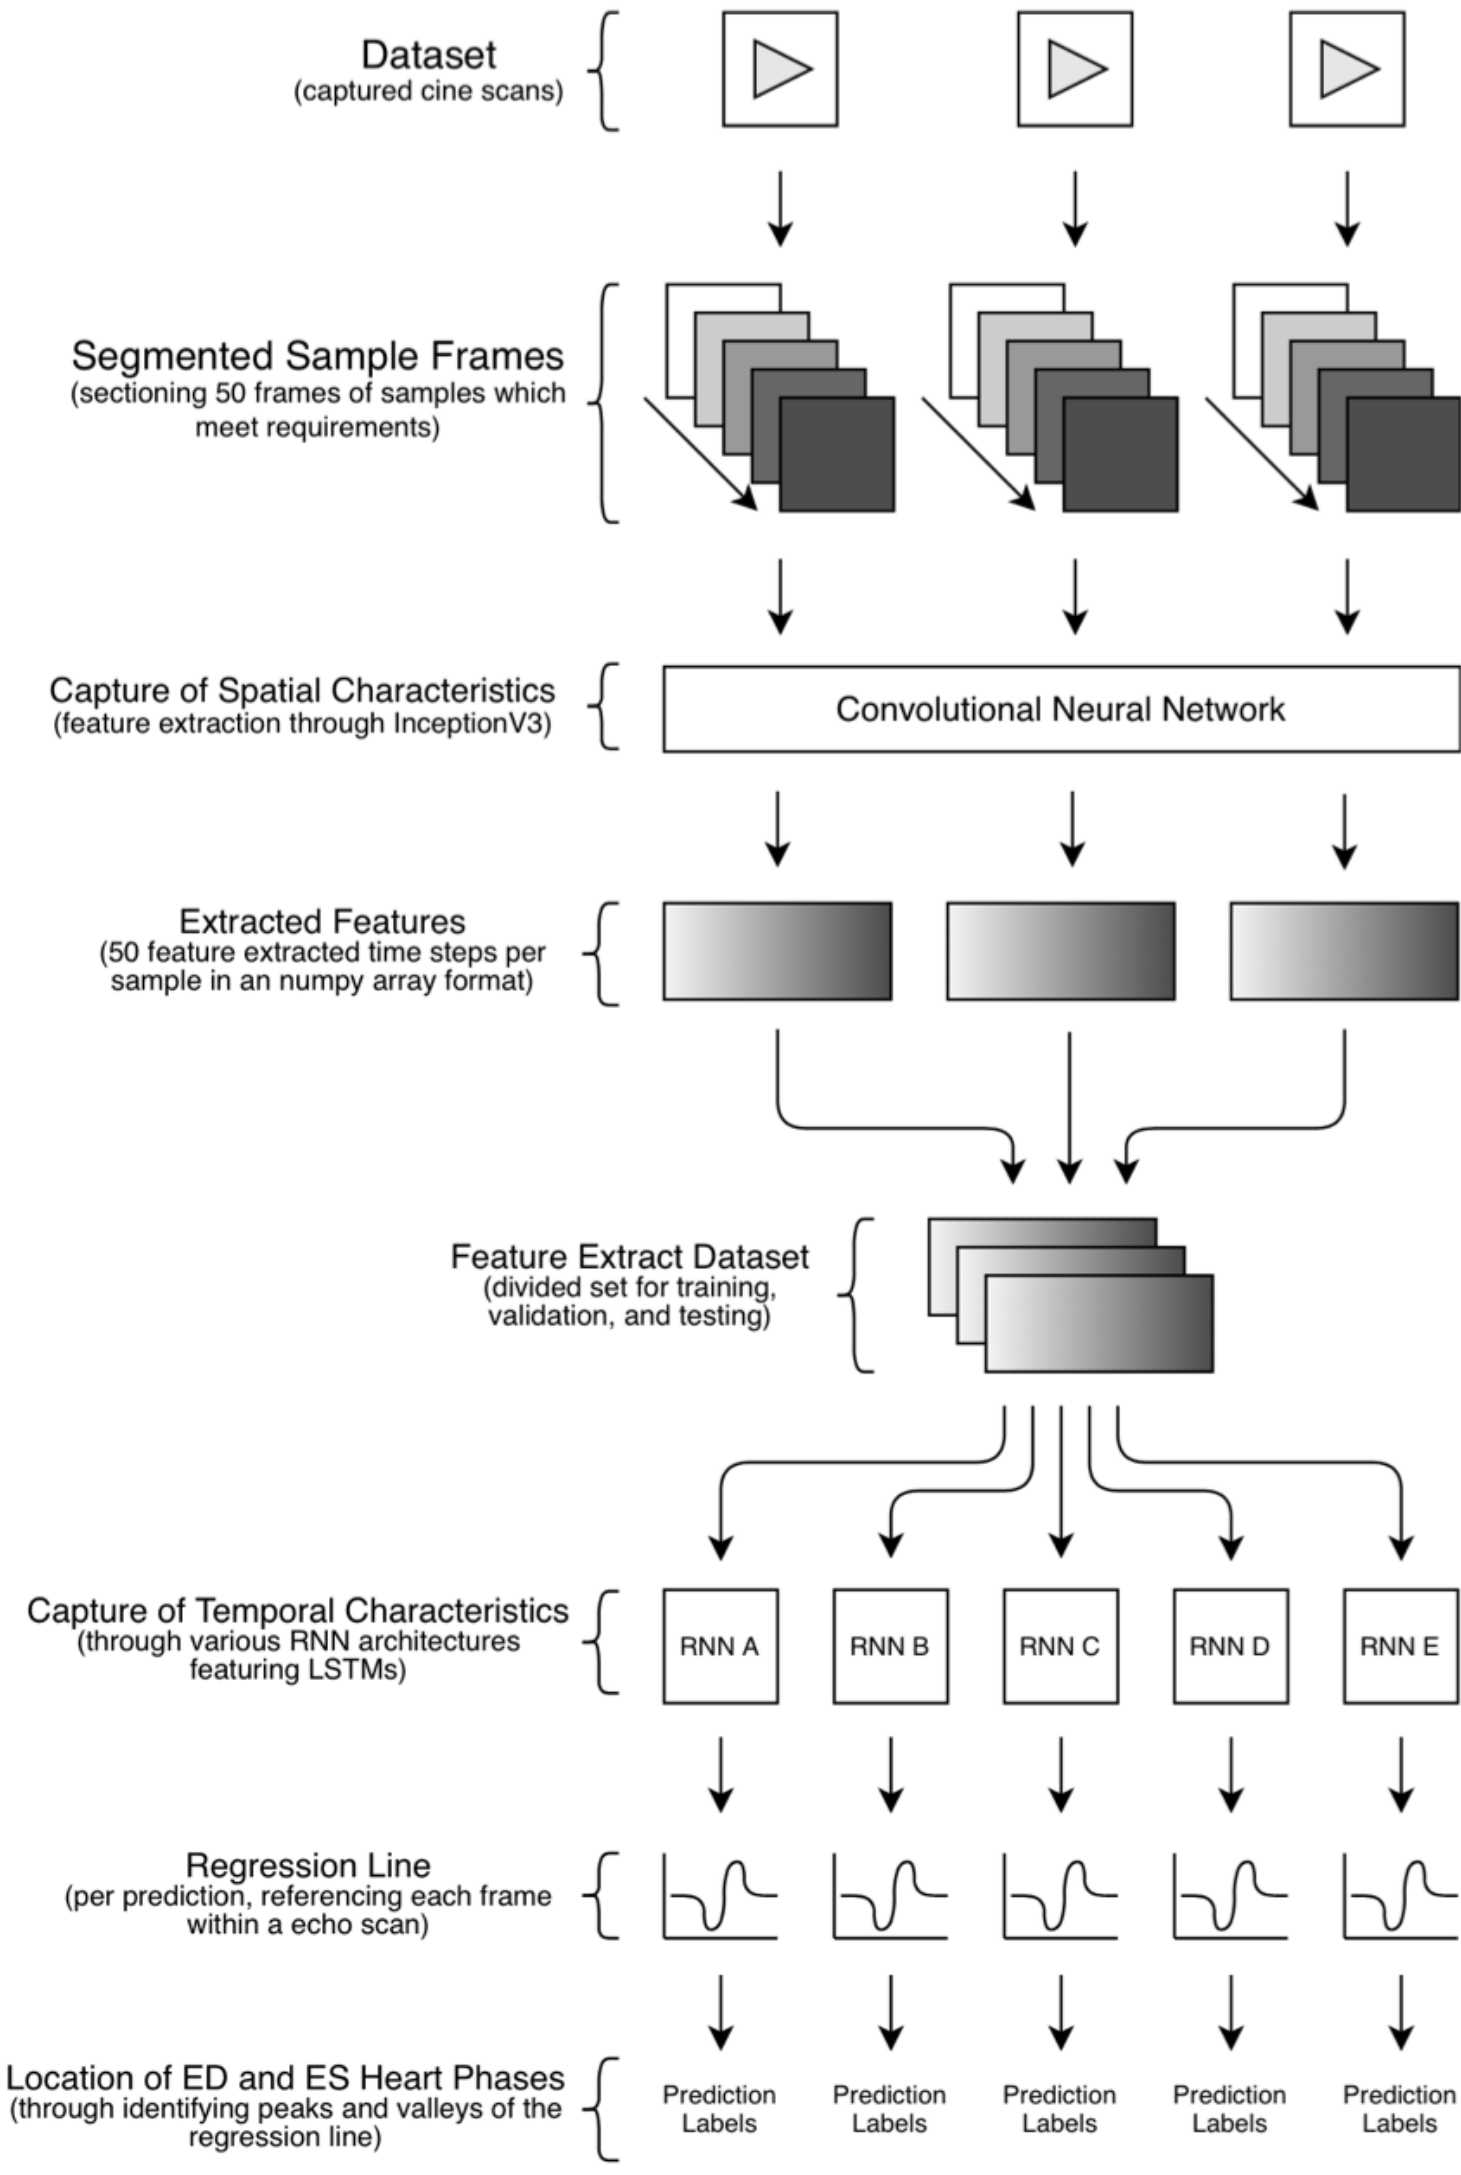 Dataset
(captured cine scans)
Segmented Sample Frames
(sectioning 50 frames of samples which
meet requirements)
Capture of Spatial Characteristics
(feature extraction through InceptionV3)
Convolutional Neural Network
Extracted Features
(50 feature extracted time steps per
sample in an numpy array format)
Feature Extract Dataset
(divided set for training,
validation, and testing)
Capture of Temporal Characteristics
(through various RNN architectures
featuring LSTMs)
RNN A
RNN B
RNN C
RNN D
RNN E
Regression Line
(per prediction, referencing each frame
within a echo scan)
Location of ED and ES Heart Phases
(through identifying peaks and valleys of the
regression line)
Prediction
Labels
Prediction
Labels
Prediction
Labels
Prediction
Labels
Prediction
Labels